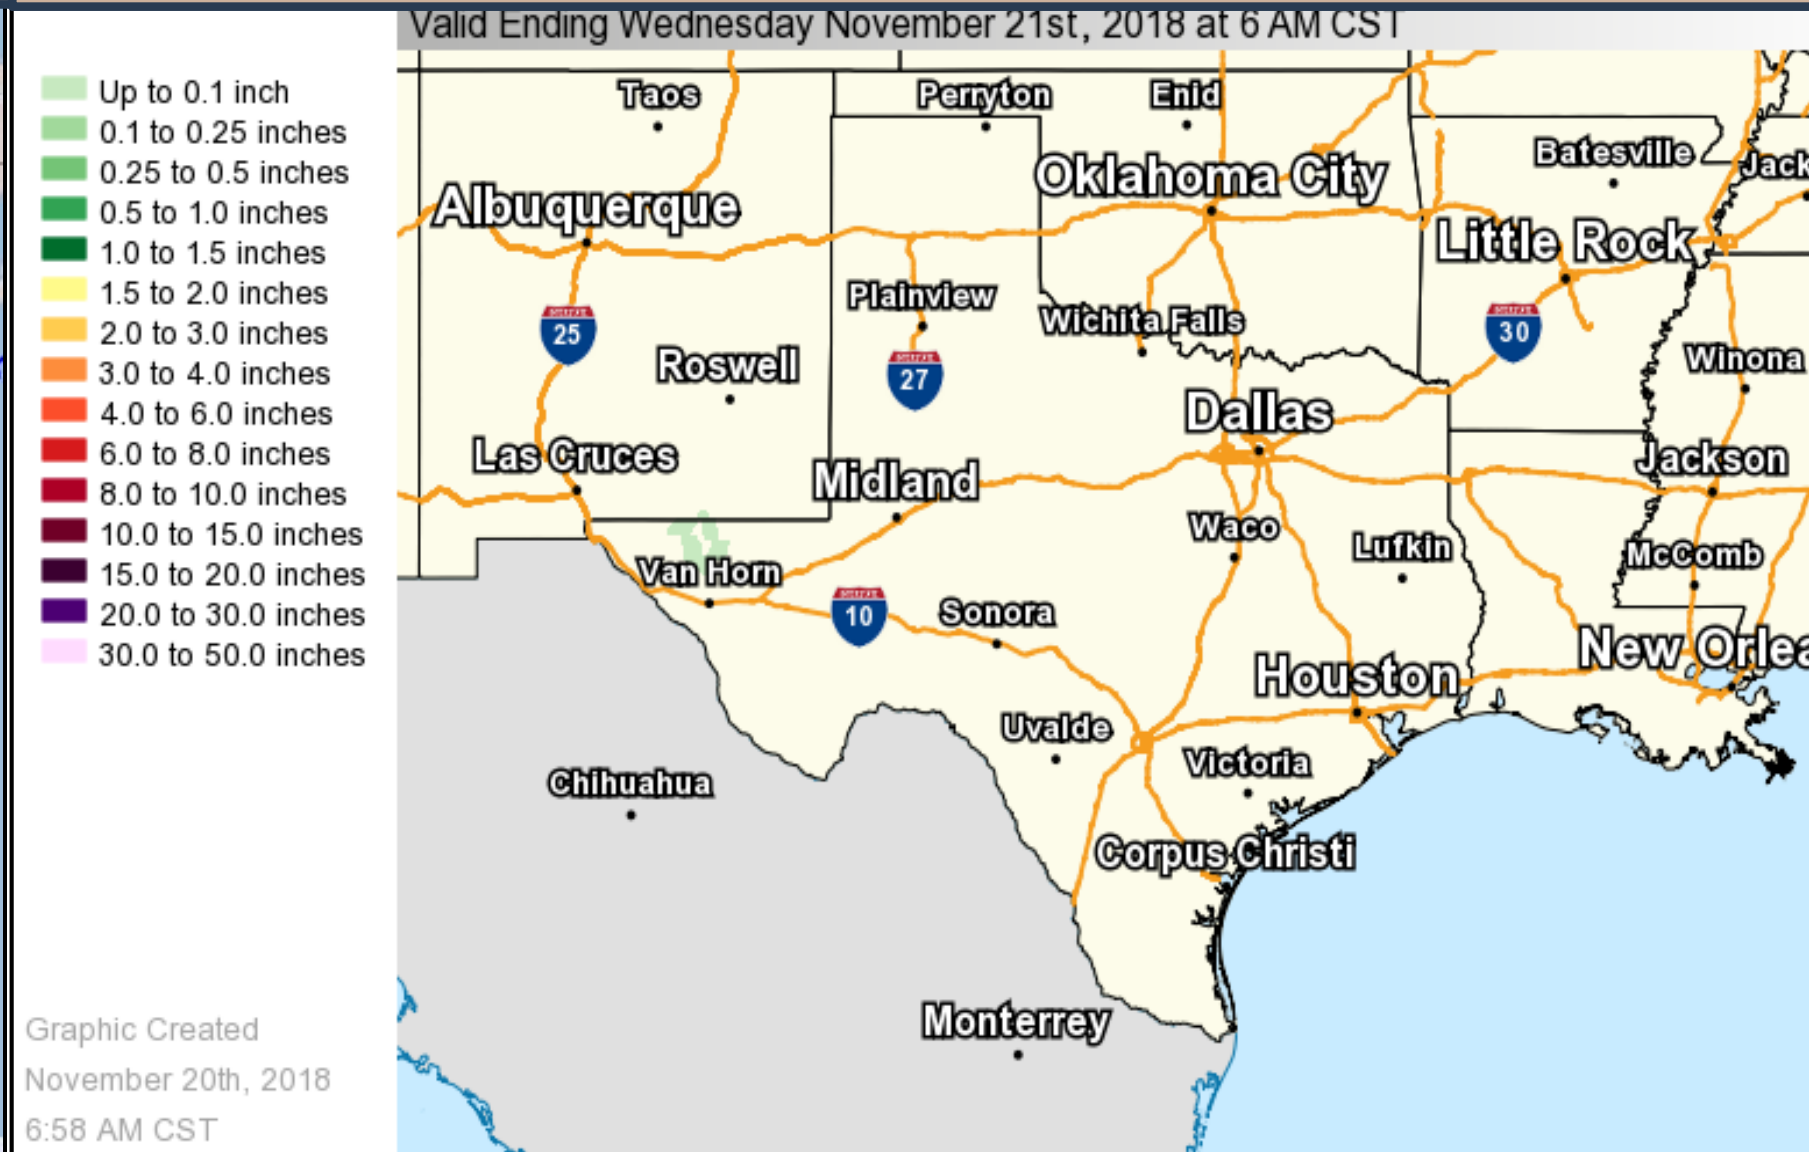 Valid Ending Wednesday November 21st, 2018 at 6 AM CST
Up to 0.1 inch
0.1 to 0.25 inches
0.25 to 0.5 inches
0.5 to 1.0 inches
1.0 to 1.5 inches
1.5 to 2.0 inches
2.0 to 3.0 inches
3.0 to 4.0 inches
4.0 to 6.0 inches
6.0 to 8.0 inches
8.0 to 10.0 inches
10.0 to 15.0 inches
15.0 to 20.0 inches
20.0 to 30.0 inches
30.0 to 50.0 inches
Graphic Created
November 20th, 2018
6:58 AM CST
Taos
Perryton
Enid
Batesville
Jack
Oklahoma City
Albuquerque
Little Rock
Plainview
Wichita Falls
25
30
Roswell
27
Winona
Dallas
Las Cruces
Midland
Jackson
Waco
Lufkin
McComb
Van Horn
10
Sonora
New Orlea
Houston
Uvalde
Victoria
Chihuahua
Corpus Christi
Monterrey